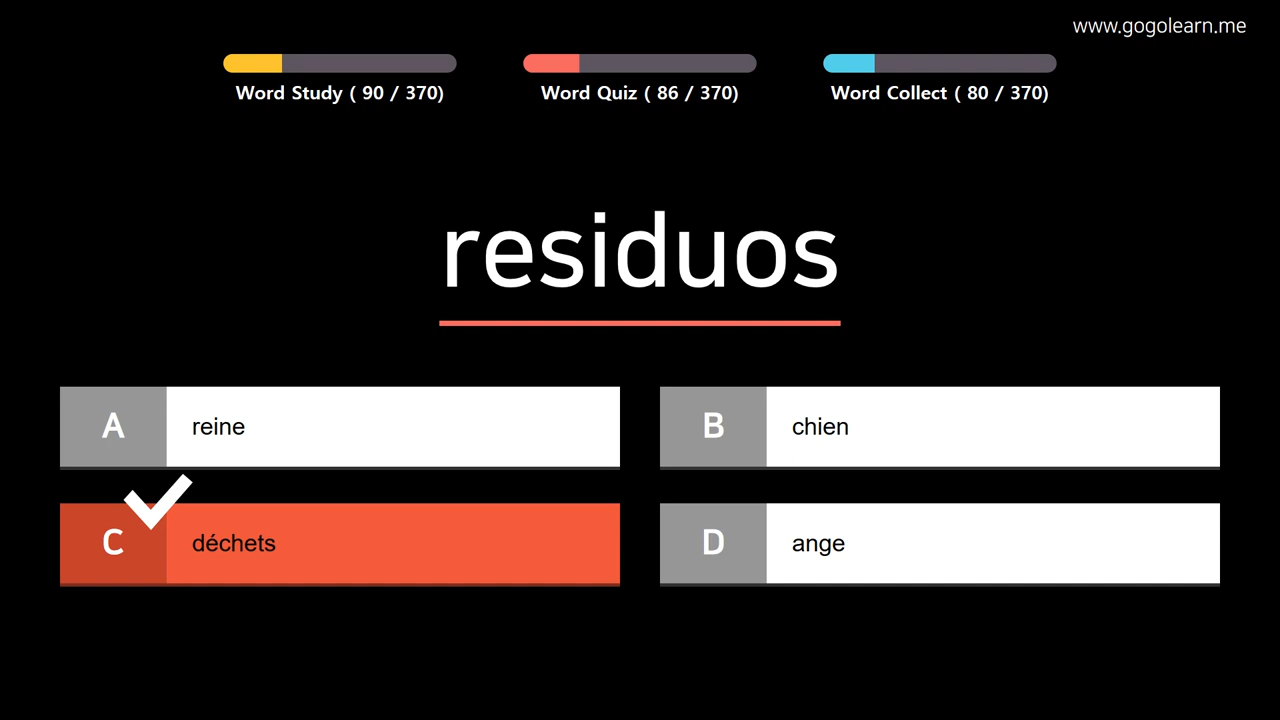 www.gogolearn.me
Word Study ( 90 / 370)
Word Quiz ( 86 / 370)
Word Collect ( 80 / 370)
residuos
A reine
B chien
C déchets
D ange